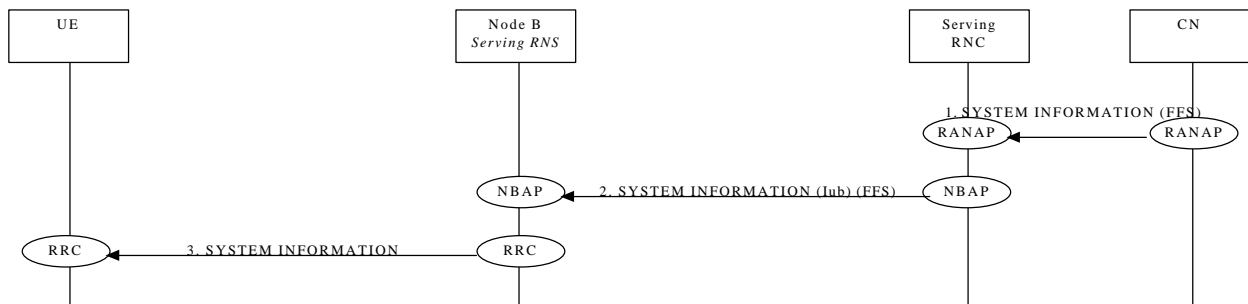 UE
Node B
Serving RNS
Serving
RNC
CN
1. SYSTEM INFORMATION (FFS)
RANAP
RANAP
NBAP
2. SYSTEM INFORMATION (Iub) (FFS)
NBAP
RRC
3. SYSTEM INFORMATION
RRC